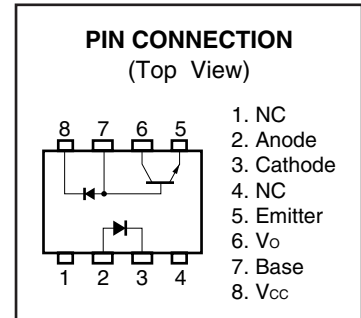 PIN CONNECTION
(Top View)
8 7 6 5
1 2 3 4
1. NC
2. Anode
3. Cathode
4. NC
5. Emitter
6. Vo
7. Base
8. Vcc